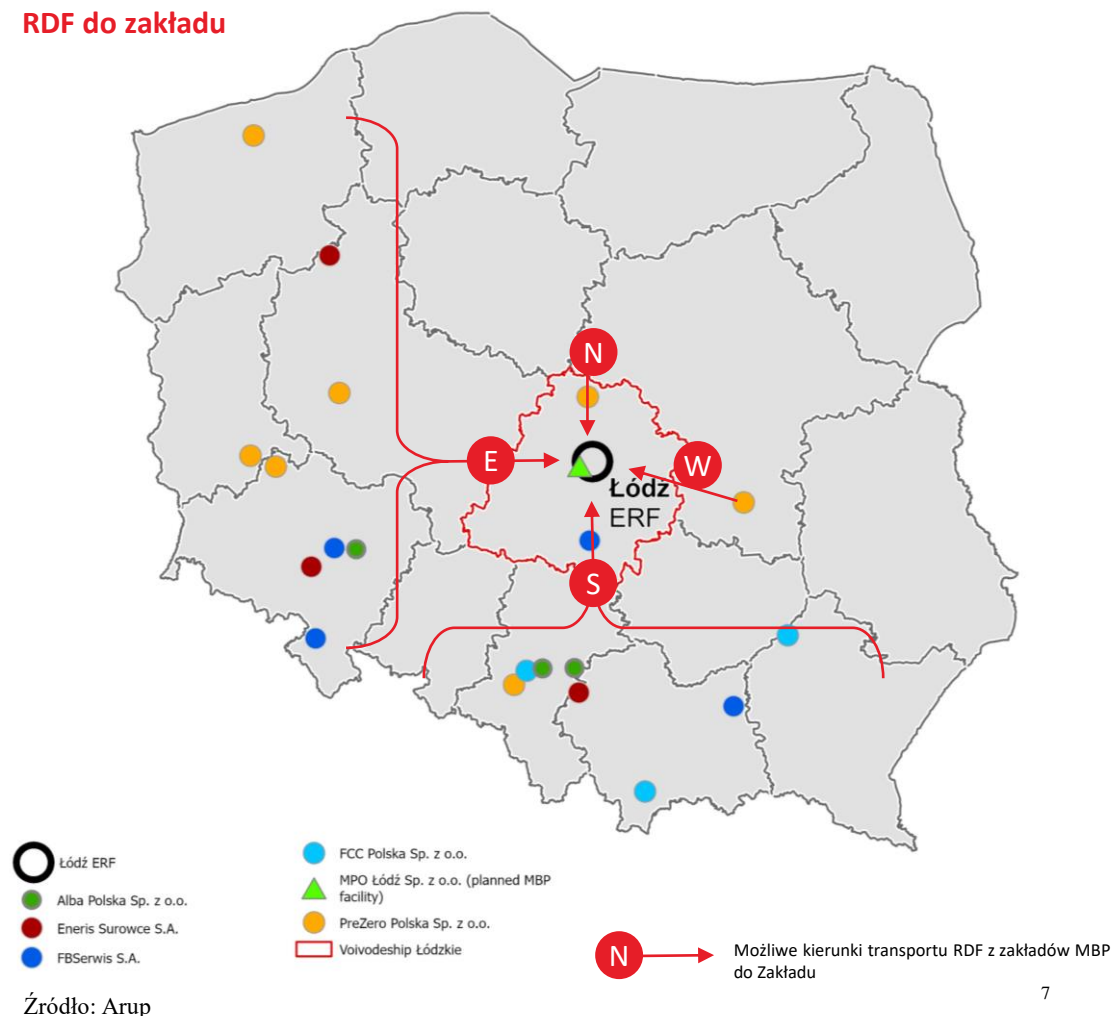 RDF do zakładu
N
E
W
Łódź
ERF
S
Łódź ERF
Alba Polska Sp. z o.o.
Eneris Surowce S.A.
FBSerwis S.A.
FCC Polska Sp. z o.o.
MPO Łódź Sp. z o.o. (planned MBP
facility)
PreZero Polska Sp. z o.o.
Voivodeship Łódzkie
N
Możliwe kierunki transportu RDF z zakładów MBP
do Zakładu
Źródło: Arup
7